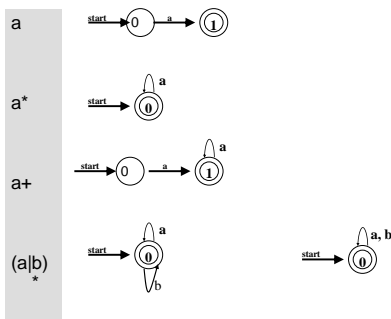 a start 0 a 1
a
a* start 0
a
a+ start 0 a 1
a a, b
(a|b) start 0 start 0
* b